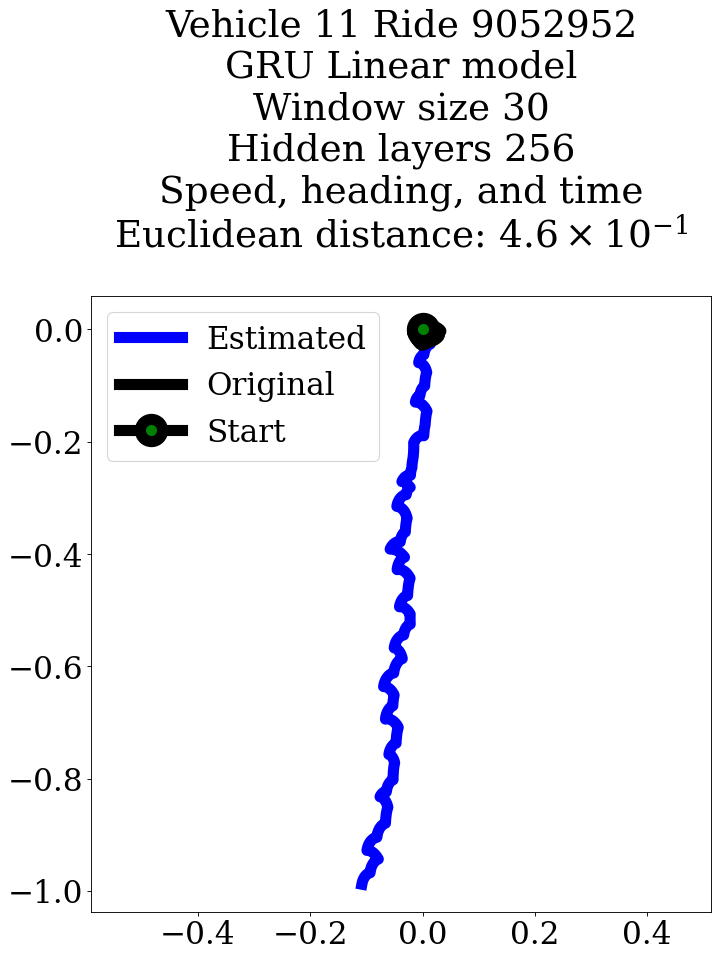 Vehicle 11 Ride 9052952
GRU Linear model
Window size 30
Hidden layers 256
Speed, heading, and time
Euclidean distance: 4.6 × 10⁻¹
Estimated
Original
Start
0.0
−0.2
−0.4
−0.6
−0.8
−1.0
−0.4 −0.2 0.0 0.2 0.4